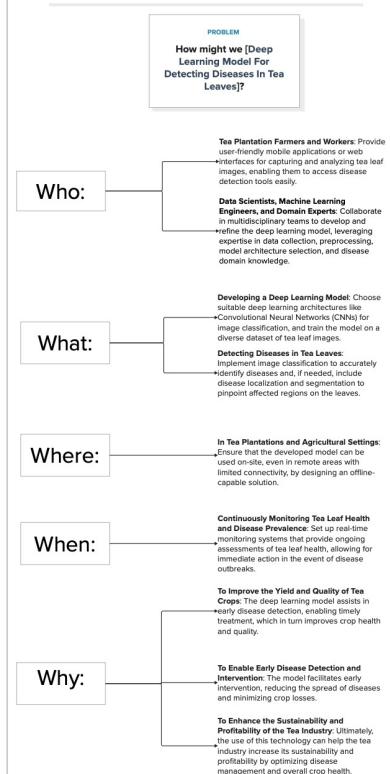 PROBLEM
How might we [Deep
Learning Model For
Detecting Diseases In Tea
Leaves]?
Who:
Tea Plantation Farmers and Workers: Provide
user-friendly mobile applications or web
interfaces for capturing and analyzing tea leaf
images, enabling them to access disease
detection tools easily.
Data Scientists, Machine Learning
Engineers, and Domain Experts: Collaborate
in multidisciplinary teams to develop and
refine the deep learning model, leveraging
expertise in data collection, preprocessing,
model architecture selection, and disease
domain knowledge.
What:
Developing a Deep Learning Model: Choose
suitable deep learning architectures like
Convolutional Neural Networks (CNNs) for
image classification, and train the model on a
diverse dataset of tea leaf images.
Detecting Diseases in Tea Leaves:
Implement image classification to accurately
identify diseases and, if needed, include
disease localization and segmentation to
pinpoint affected regions on the leaves.
Where:
In Tea Plantations and Agricultural Settings:
Ensure that the developed model can be
used on-site, even in remote areas with
limited connectivity, by designing an offline-
capable solution.
When:
Continuously Monitoring Tea Leaf Health
and Disease Prevalence: Set up real-time
monitoring systems that provide ongoing
assessments of tea leaf health, allowing for
immediate action in the event of disease
outbreaks.
Why:
To Improve the Yield and Quality of Tea
Crops: The deep learning model assists in
early disease detection, enabling timely
treatment, which in turn improves crop health
and quality.
To Enable Early Disease Detection and
Intervention: The model facilitates early
intervention, reducing the spread of diseases
and minimizing crop losses.
To Enhance the Sustainability and
Profitability of the Tea Industry: Ultimately,
the use of this technology can help the tea
industry increase its sustainability and
profitability by optimizing disease
management and overall crop health.